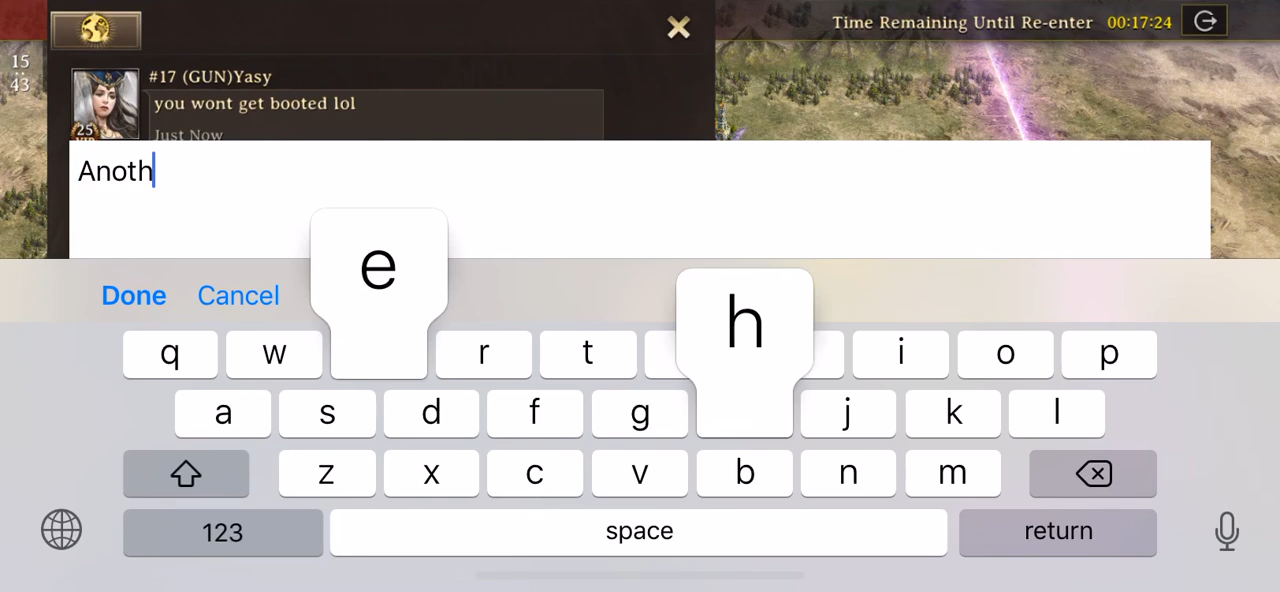 Time Remaining Until Re-enter 00:17:24
15
43
#17 (GUN)Yasy
you wont get booted lol
25
Just Now
Anoth
Done Cancel
e
h
q w r t i o p
a s d f g j k l
z x c v b n m
123 space return